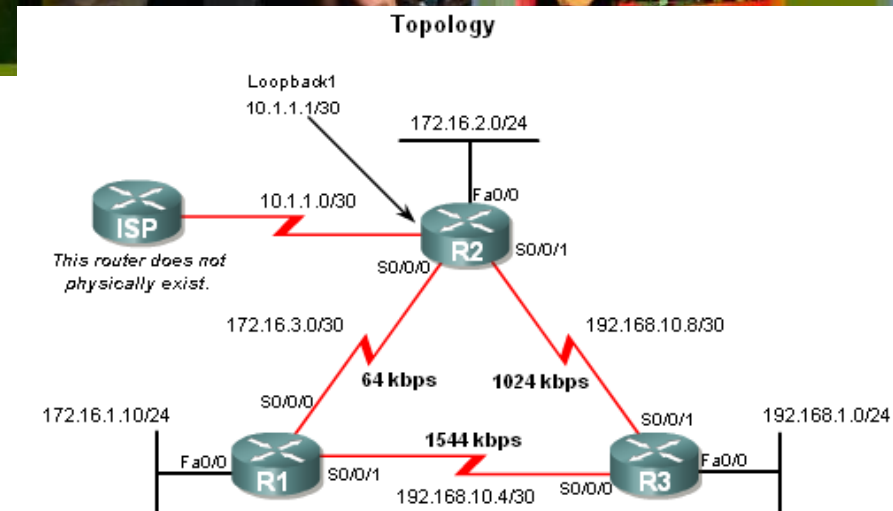 Topology
Loopback1
10.1.1.1/30
172.16.2.0/24
10.1.1.0/30
Fa0/0
ISP
R2
S0/0/1
This router does not
physically exist.
S0/0/0
172.16.3.0/30
192.168.10.8/30
64 kbps
1024 kbps
172.16.1.10/24
S0/0/0
S0/0/1
192.168.1.0/24
1544 kbps
Fa0/0
R1
S0/0/1
192.168.10.4/30
S0/0/0
R3
Fa0/0